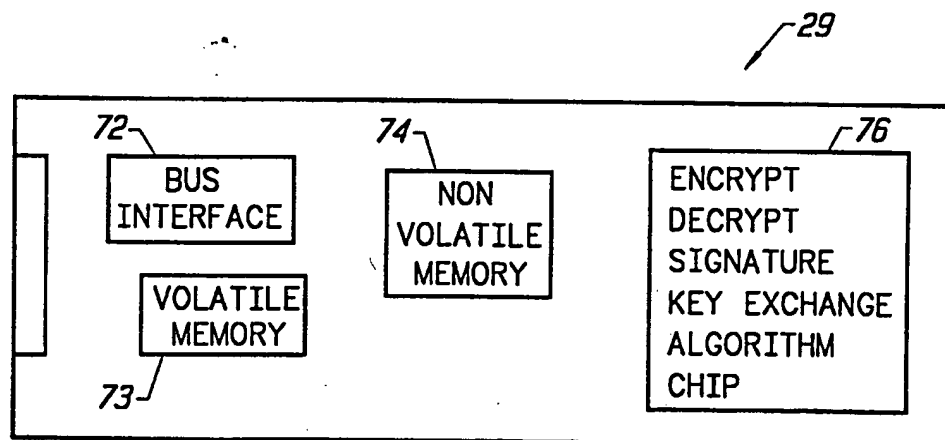 29
72
BUS
INTERFACE
74
NON
VOLATILE
MEMORY
76
ENCRYPT
DECRYPT
SIGNATURE
KEY EXCHANGE
ALGORITHM
CHIP
VOLATILE
MEMORY
73